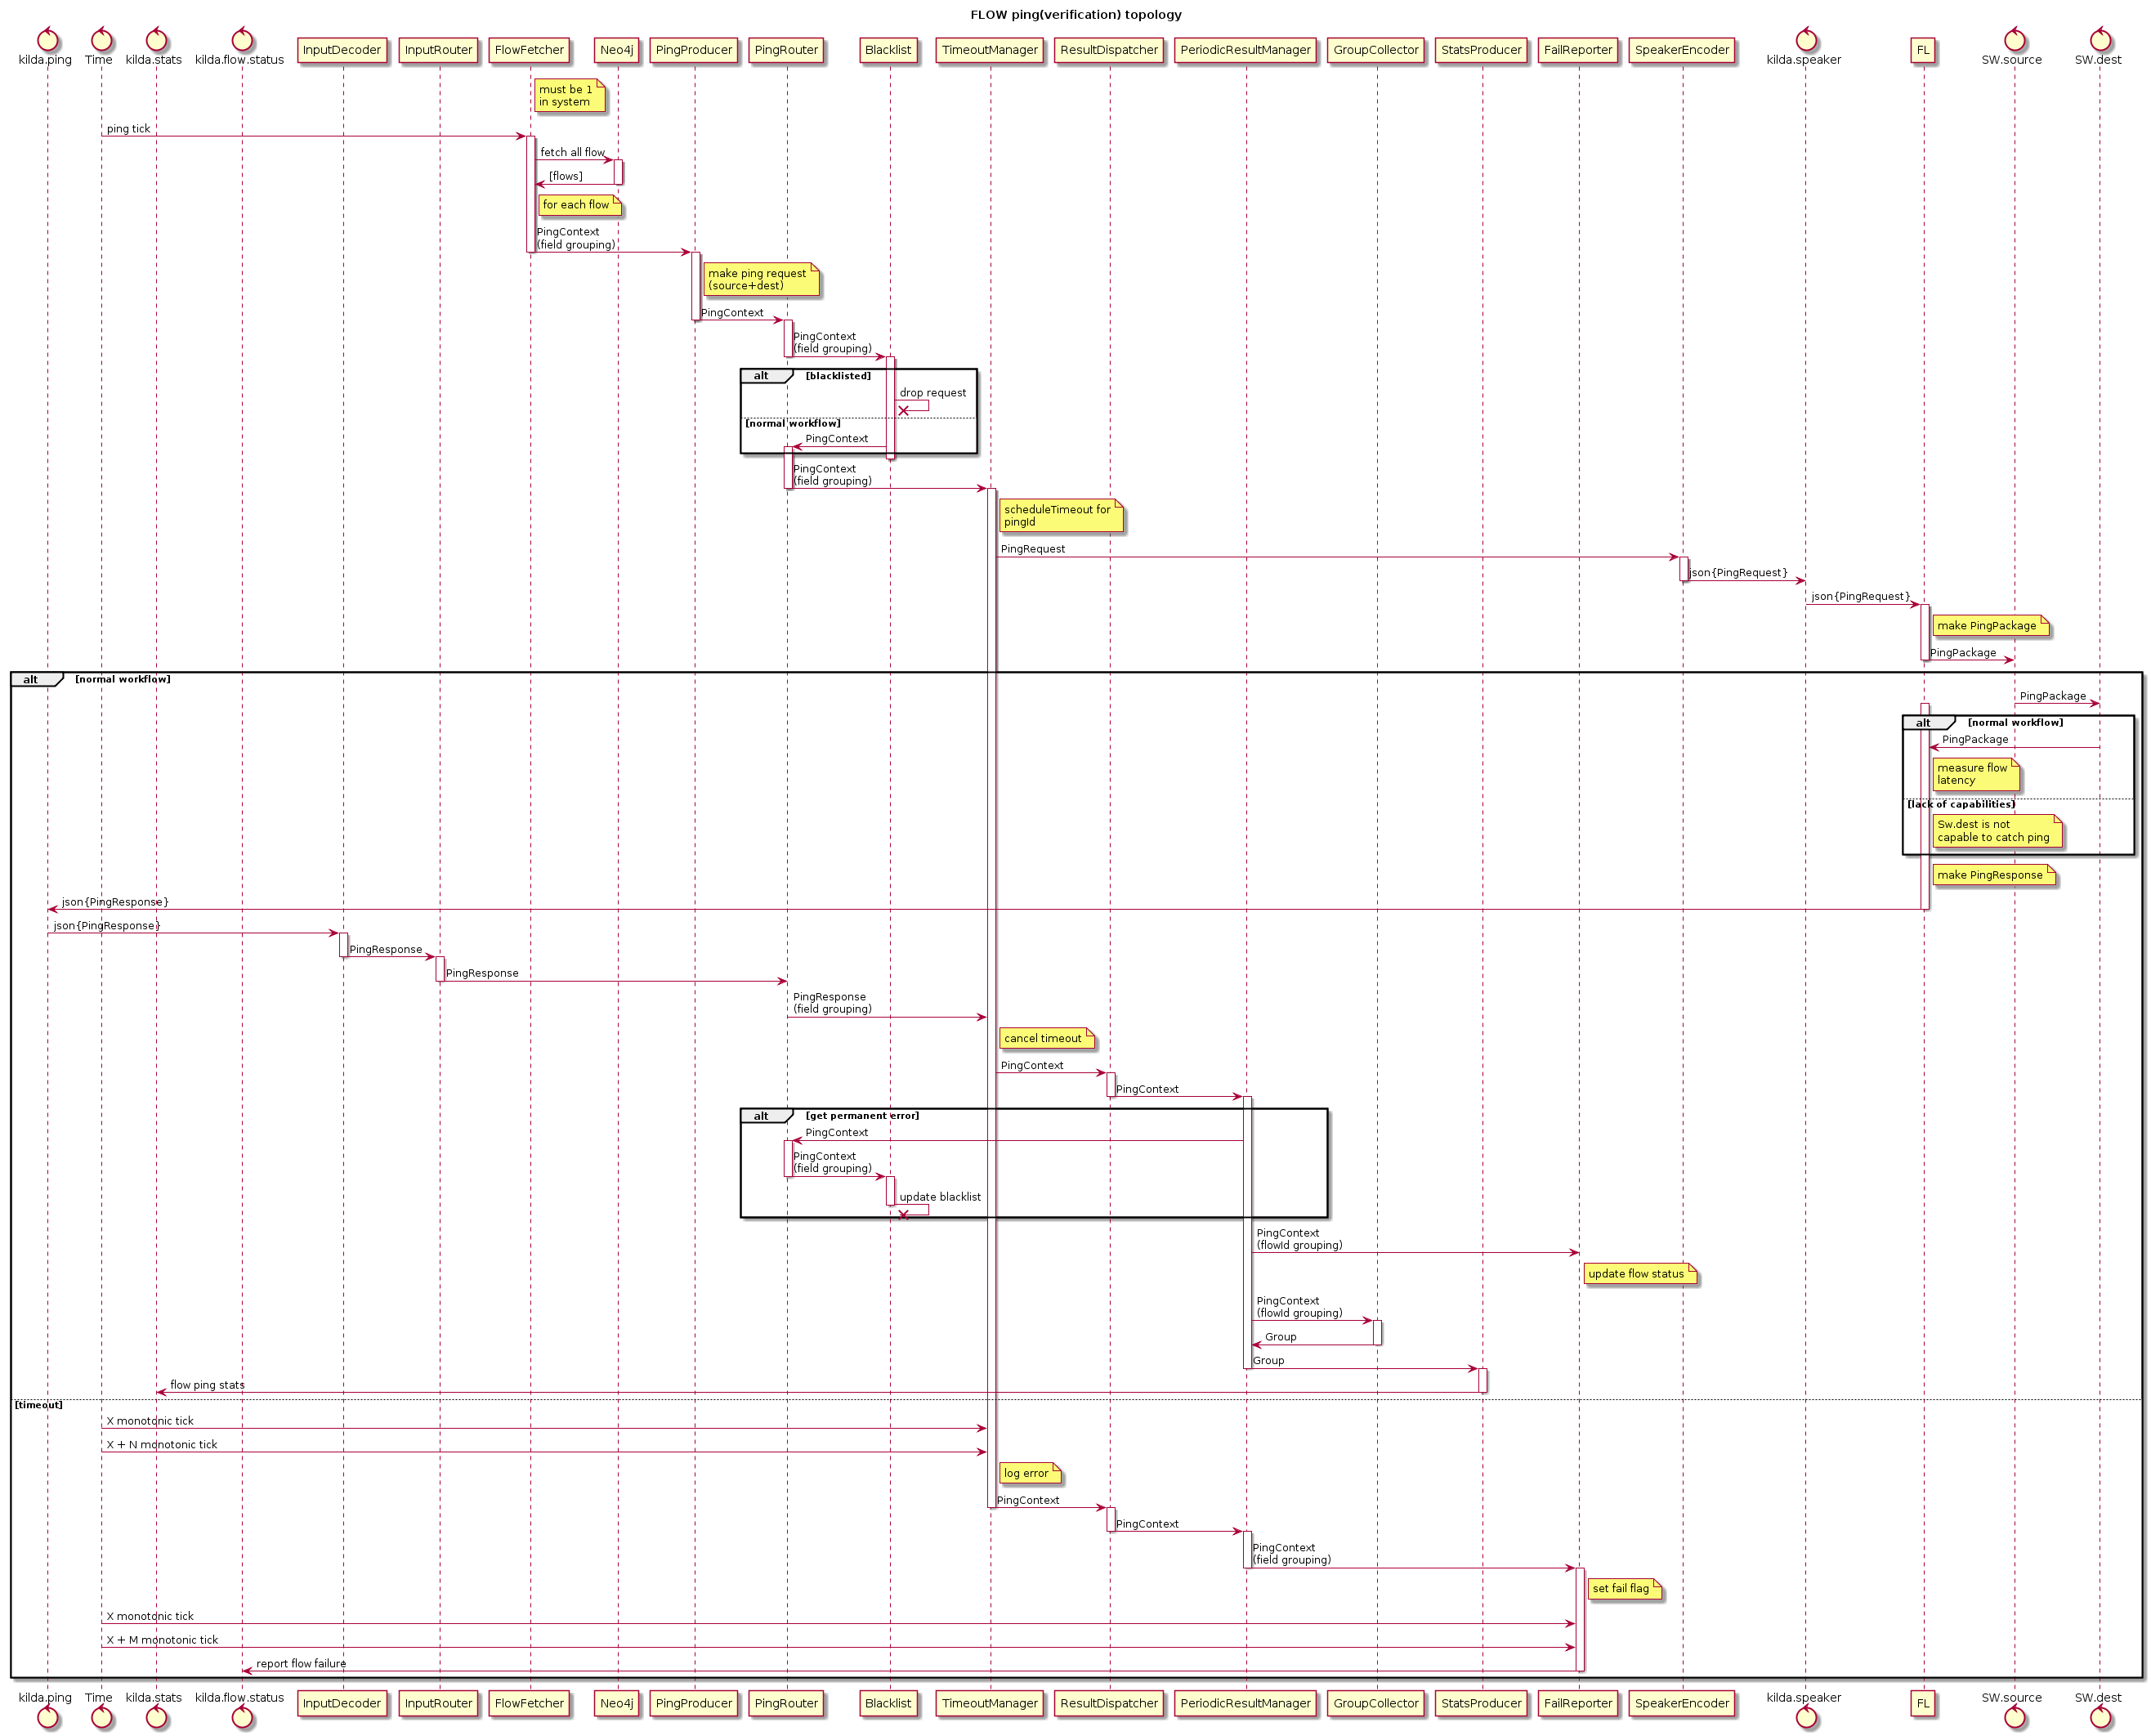 FLOW ping(verification) topology
kilda.ping
Time
kilda.stats
kilda.flow.status
InputDecoder
InputRouter
FlowFetcher
Neo4j
PingProducer
PingRouter
Blacklist
TimeoutManager
ResultDispatcher
PeriodicResultManager
GroupCollector
StatsProducer
FailReporter
SpeakerEncoder
kilda.speaker
FL
SW.source
SW.dest
must be 1
in system
ping tick
fetch all flow
[flows]
for each flow
PingContext
(field grouping)
make ping request
(source+dest)
PingContext
PingContext
(field grouping)
alt
[blacklisted]
drop request
[normal workflow]
PingContext
PingContext
(field grouping)
scheduleTimeout for
pingId
PingRequest
json{PingRequest}
json{PingRequest}
make PingPackage
PingPackage
alt
[normal workflow]
PingPackage
alt
[normal workflow]
PingPackage
measure flow
latency
[lack of capabilities]
Sw.dest is not
capable to catch ping
make PingResponse
json{PingResponse}
json{PingResponse}
PingResponse
PingResponse
PingResponse
(field grouping)
cancel timeout
PingContext
PingContext
alt
[get permanent error]
PingContext
PingContext
(field grouping)
update blacklist
PingContext
(flowId grouping)
update flow status
PingContext
(flowId grouping)
Group
Group
flow ping stats
[timeout]
X monotonic tick
X + N monotonic tick
log error
PingContext
PingContext
PingContext
(field grouping)
set fail flag
X monotonic tick
X + M monotonic tick
report flow failure
kilda.ping
Time
kilda.stats
kilda.flow.status
InputDecoder
InputRouter
FlowFetcher
Neo4j
PingProducer
PingRouter
Blacklist
TimeoutManager
ResultDispatcher
PeriodicResultManager
GroupCollector
StatsProducer
FailReporter
SpeakerEncoder
kilda.speaker
FL
SW.source
SW.dest